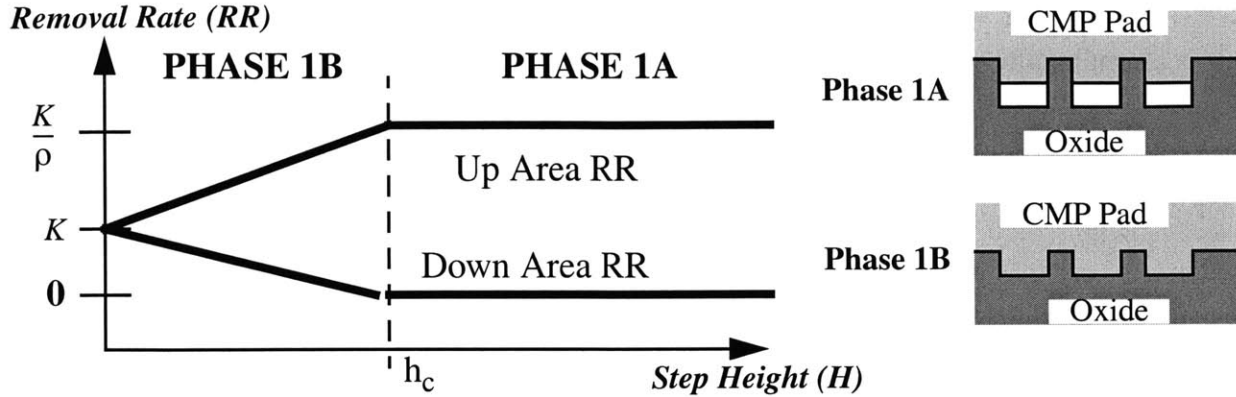 Removal Rate (RR)
PHASE 1B
PHASE 1A
K
ρ
Up Area RR
K
Down Area RR
0
h_c
Step Height (H)
CMP Pad
Phase 1A
Oxide
CMP Pad
Phase 1B
Oxide